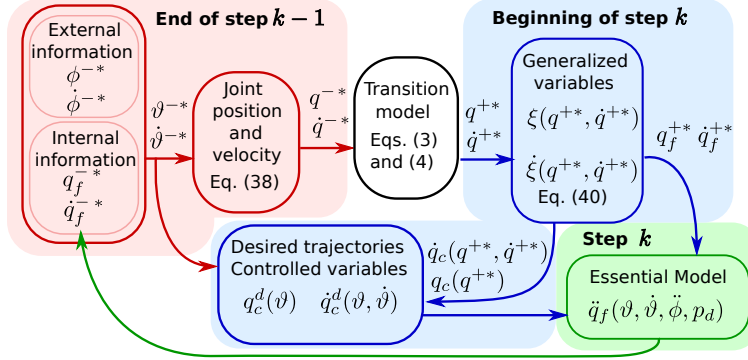 End of step k − 1
Beginning of step k
External
information
ϕ^{−*}
ϕ̇^{−*}
Internal
information
q_f^{−*}
q̇_f^{−*}
ϑ^{−*}
ϑ̇^{−*}
Joint
position
and
velocity
Eq. (38)
q^{−*}
q̇^{−*}
Transition
model
Eqs. (3)
and (4)
q^{+*}
q̇^{+*}
Generalized
variables
ξ(q^{+*}, q̇^{+*})
ξ̇(q^{+*}, q̇^{+*})
Eq. (40)
q_f^{+*} q̇_f^{+*}
Desired trajectories
Controlled variables
q_c^d(ϑ) q̇_c^d(ϑ, ϑ̇)
q̇_c(q^{+*}, q̇^{+*})
q_c(q^{+*})
Step k
Essential Model
q̈_f(ϑ, ϑ̇, ϕ̈, p_d)